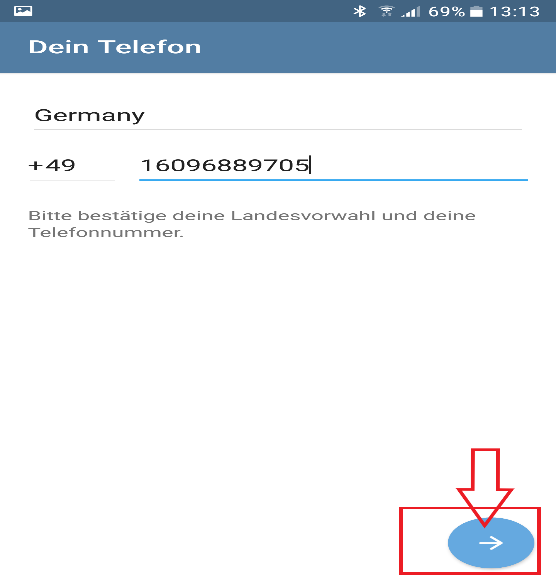 69% 13:13
Dein Telefon
Germany
+49 16096889705
Bitte bestätige deine Landesvorwahl und deine
Telefonnummer.